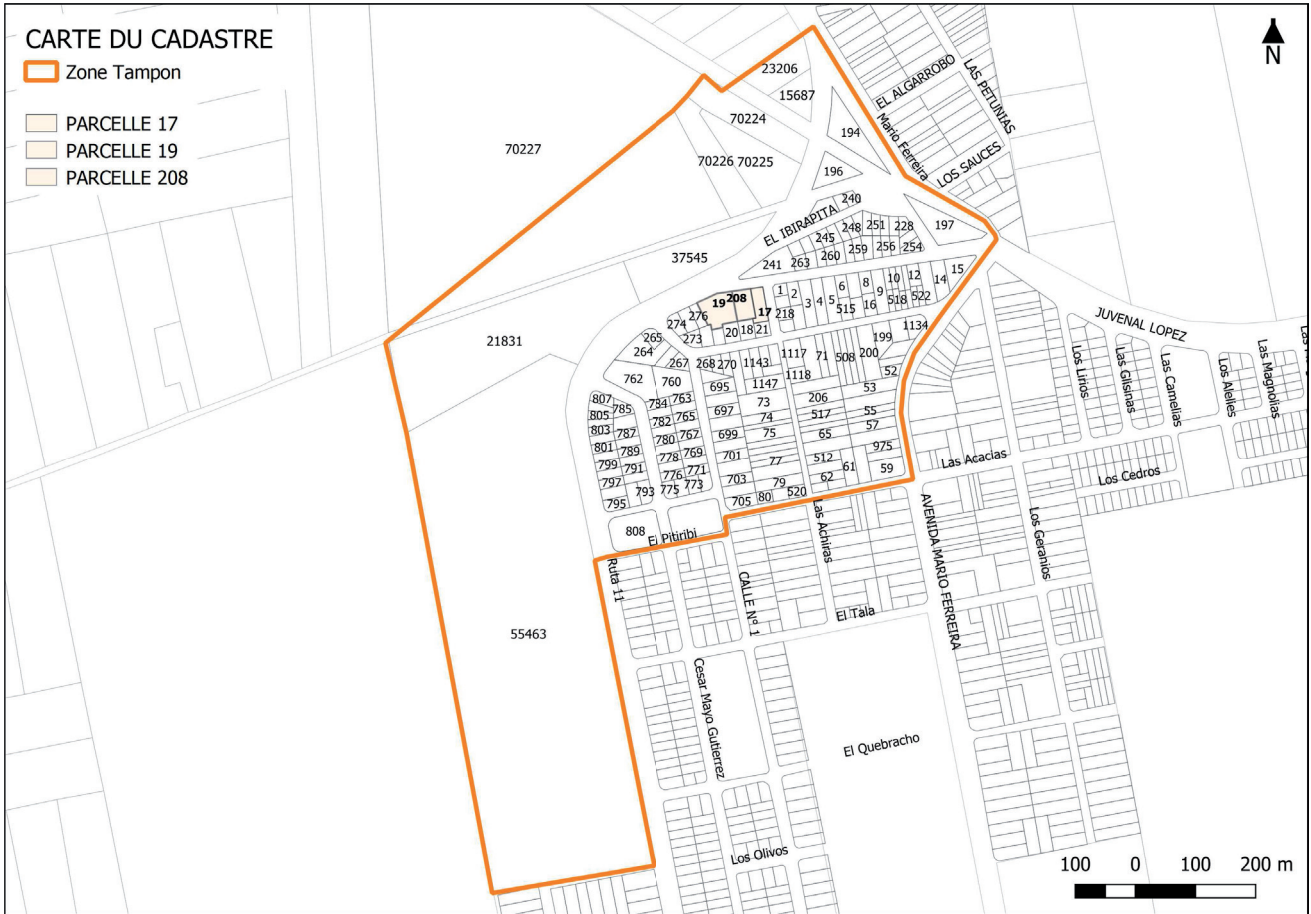 CARTE DU CADASTRE
Zone Tampon
PARCELLE 17
PARCELLE 19
PARCELLE 208
N
23206
15687
70224
70227
70226 70225
194
196
197
EL ALGARROBO
LAS PETUNIAS
Mario Ferreira
LOS SAUCES
EL IBIRAPITA
240
248 251 228
245
241 263 260 259 256 254
37545
21831
19 208 17
1 2 3 4 5 6 8 9 10 12 14 15
218 515 16 518 522
276
274 273
20 18 21
265
264
267 268 270 1143 1117 71 508 200 199 1134
1118
762 760 695 1147 52
53
807 785 784 763 73 206
805 782 765 697 74 517 55
803 787 780 767 699 75 65 57
801 789 778 769 701 77 512 975
799 791 776 771 703 79 62 61 59
797 793 775 773
795 705 80 520
808
El Pitiribi
JUVENAL LOPEZ
Los Lirios
Las Glisinas
Las Camelias
Los Alelles
Las Magnolias
Las Acacias
Los Cedros
Las Achiras
AVENIDA MARIO FERREIRA
Los Geranios
Ruta 11
CALLE Nº 1
El Tala
55463
Cesar Mayo Gutierrez
El Quebracho
Los Olivos
100 0 100 200 m